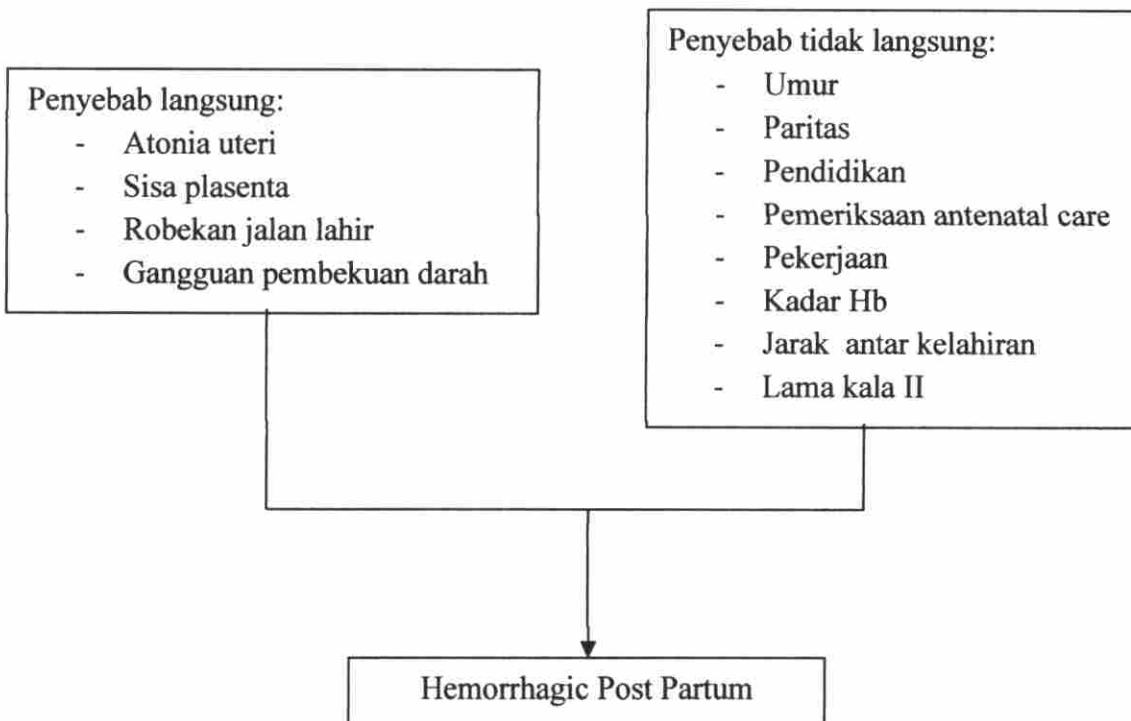 Penyebab langsung:
- Atonia uteri
- Sisa plasenta
- Robekan jalan lahir
- Gangguan pembekuan darah
Penyebab tidak langsung:
- Umur
- Paritas
- Pendidikan
- Pemeriksaan antenatal care
- Pekerjaan
- Kadar Hb
- Jarak antar kelahiran
- Lama kala II
Hemorrhagic Post Partum